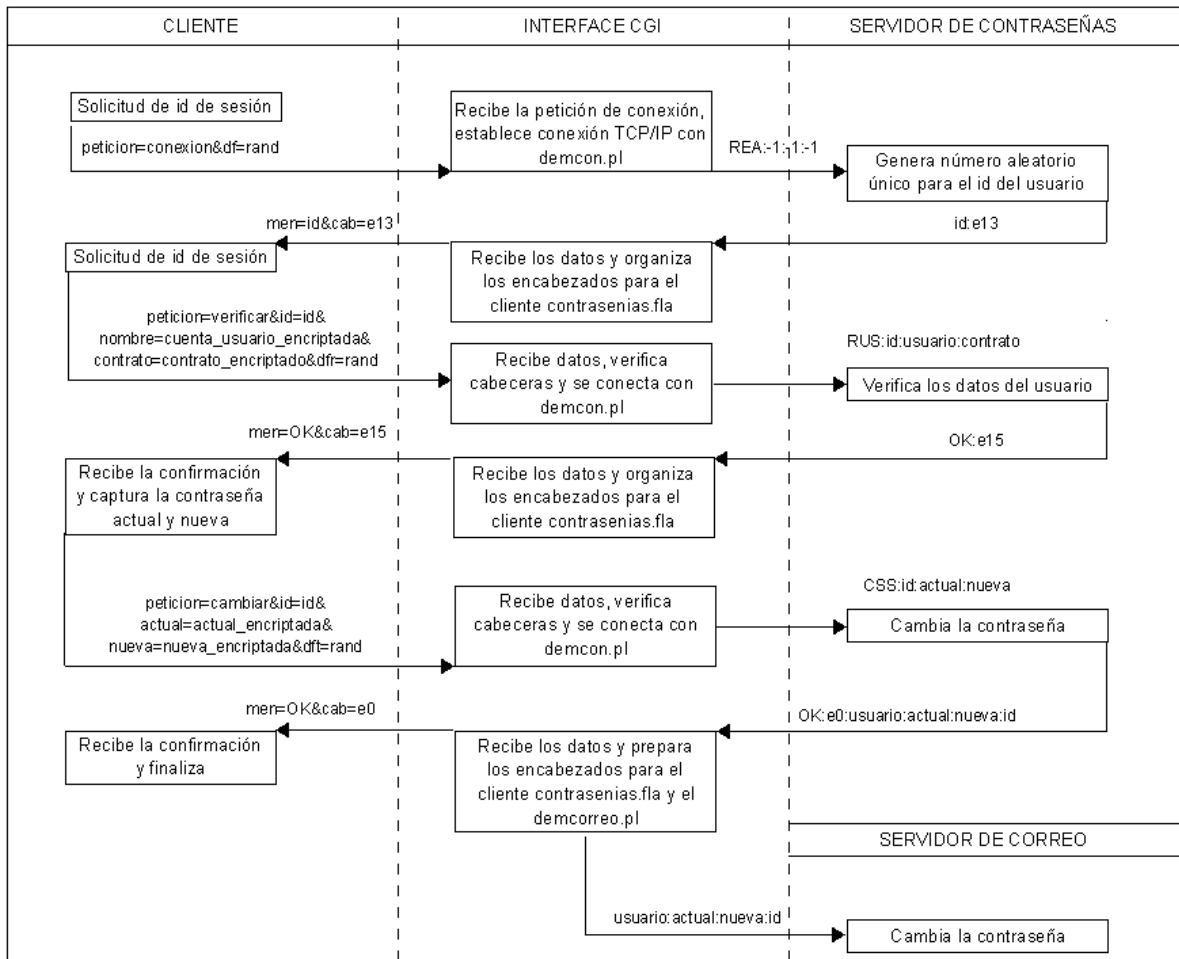 CLIENTE
INTERFACE CGI
SERVIDOR DE CONTRASEÑAS
Solicitud de id de sesión
peticion=conexion&df=rand
Recibe la petición de conexión,
establece conexión TCP/IP con
demcon.pl
REA:-1:-1:-1
Genera número aleatorio
único para el id del usuario
id:e13
men=id&cab=e13
Recibe los datos y organiza
los encabezados para el
cliente contrasenias.fla
Solicitud de id de sesión
peticion=verificar&id=id&
nombre=cuenta_usuario_encriptada&
contrato=contrato_encriptado&dfr=rand
Recibe datos, verifica
cabeceras y se conecta con
demcon.pl
RUS:id:usuario:contrato
Verifica los datos del usuario
OK:e15
men=OK&cab=e15
Recibe los datos y organiza
los encabezados para el
cliente contrasenias.fla
Recibe la confirmación
y captura la contraseña
actual y nueva
peticion=cambiar&id=id&
actual=actual_encriptada&
nueva=nueva_encriptada&dft=rand
Recibe datos, verifica
cabeceras y se conecta con
demcon.pl
CSS:id:actual:nueva
Cambia la contraseña
OK:e0:usuario:actual:nueva:id
men=OK&cab=e0
Recibe los datos y prepara
los encabezados para el
cliente contrasenias.fla y el
demcorreo.pl
Recibe la confirmación
y finaliza
SERVIDOR DE CORREO
usuario:actual:nueva:id
Cambia la contraseña